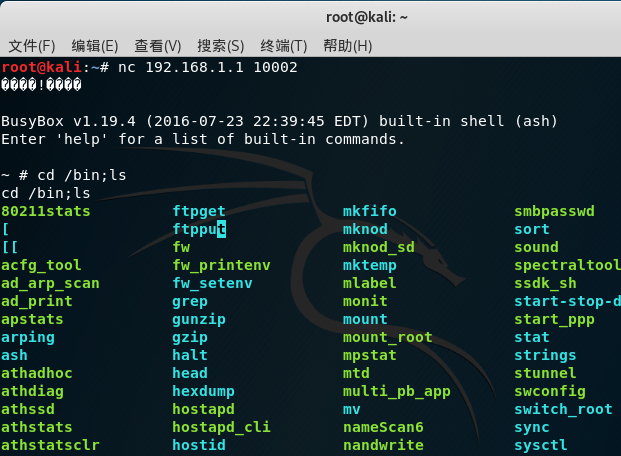 root@kali: ~
文件(F) 编辑(E) 查看(V) 搜索(S) 终端(T) 帮助(H)
root@kali:~# nc 192.168.1.1 10002
����!����
BusyBox v1.19.4 (2016-07-23 22:39:45 EDT) built-in shell (ash)
Enter 'help' for a list of built-in commands.
~ # cd /bin;ls
cd /bin;ls
80211stats ftpget mkfifo smbpasswd
[ ftpput mknod sort
[[ fw mknod_sd sound
acfg_tool fw_printenv mktemp spectraltool
ad_arp_scan fw_setenv mlabel ssdk_sh
ad_print grep monit start-stop-d
apstats gunzip mount start_ppp
arping gzip mount_root stat
ash halt mpstat strings
athadhoc head mtd stunnel
athdiag hexdump multi_pb_app swconfig
athssd hostapd mv switch_root
athstats hostapd_cli nameScan6 sync
athstatsclr hostid nandwrite sysctl